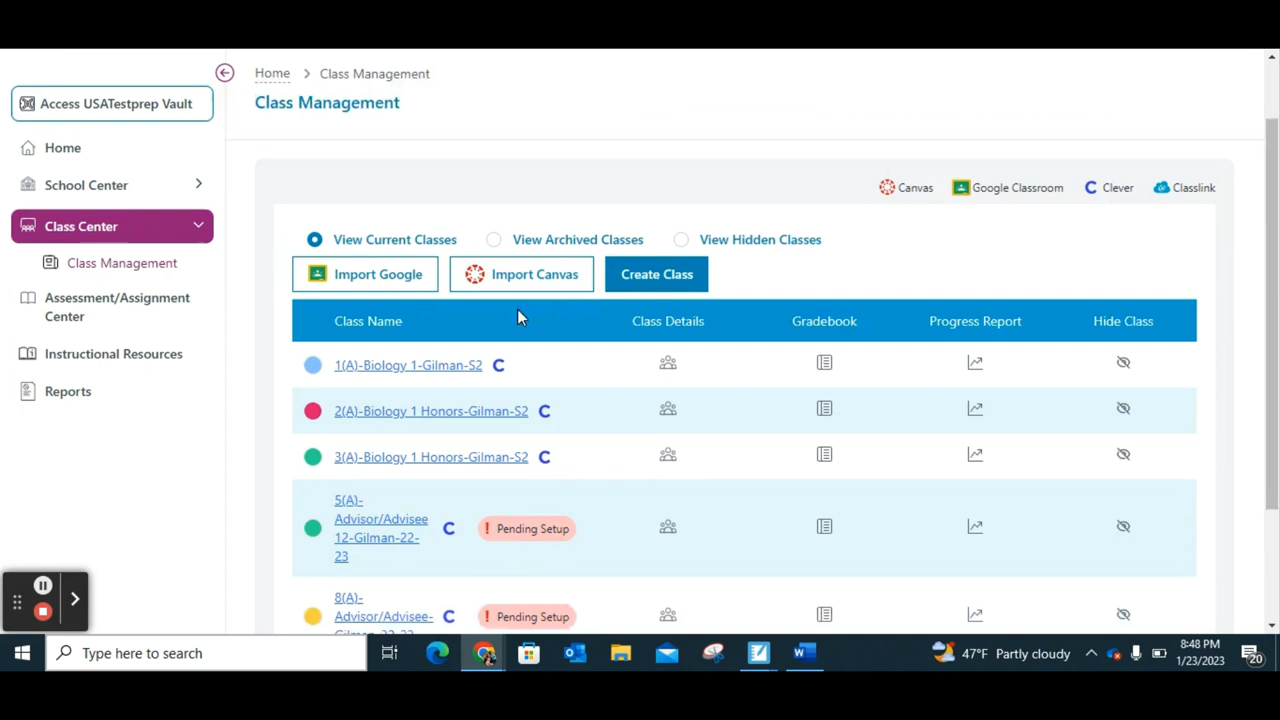 Home > Class Management
Class Management
Access USATestprep Vault
Home
School Center
Class Center
Class Management
Assessment/Assignment
Center
Instructional Resources
Reports
Canvas Google Classroom Clever Classlink
View Current Classes View Archived Classes View Hidden Classes
Import Google Import Canvas Create Class
Class Name Class Details Gradebook Progress Report Hide Class
1(A)-Biology 1-Gilman-S2
2(A)-Biology 1 Honors-Gilman-S2
3(A)-Biology 1 Honors-Gilman-S2
5(A)-
Advisor/Advisee
12-Gilman-22-
23
! Pending Setup
8(A)-
Advisor/Advisee-
Gilman-22-23
! Pending Setup
Type here to search
47°F Partly cloudy
8:48 PM
1/23/2023
20